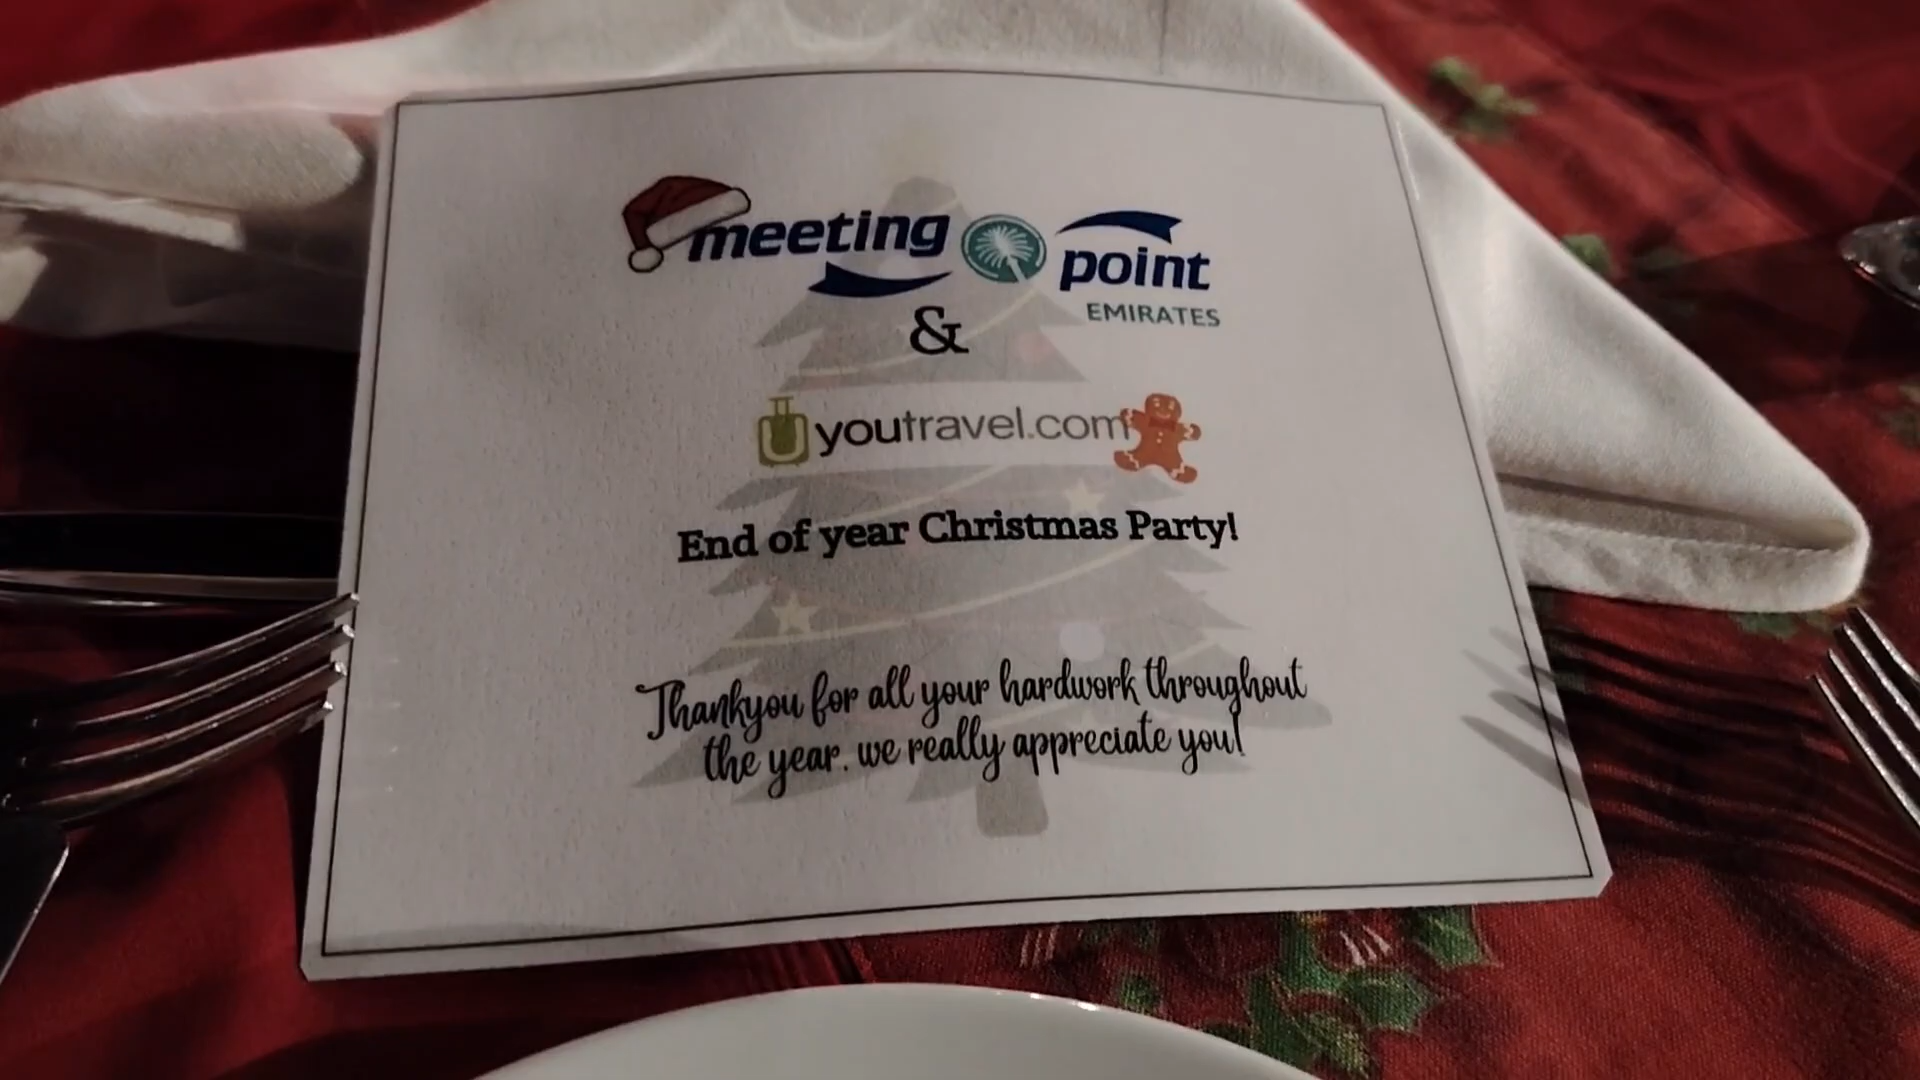 meeting point
EMIRATES
&
youtravel.com
End of year Christmas Party!
Thankyou for all your hardwork throughout
the year. we really appreciate you!